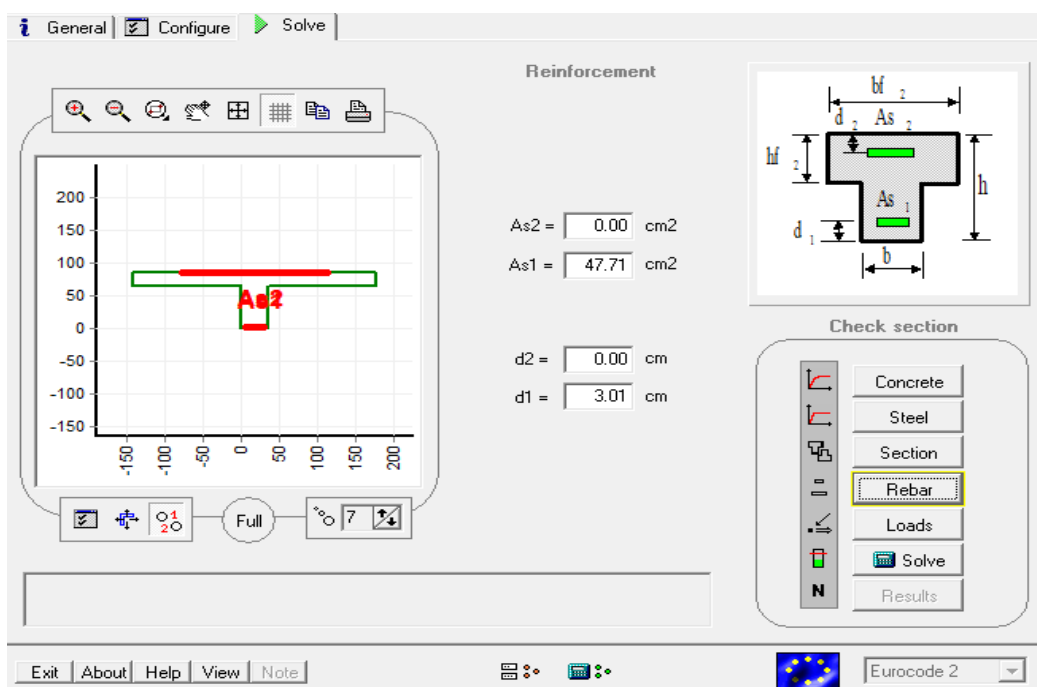 General Configure Solve
Reinforcement
200
150
100
50
0
-50
-100
-150
-150 -100 -50 0 50 100 150 200
As2
Full
7
As2 = 0.00 cm2
As1 = 47.71 cm2
d2 = 0.00 cm
d1 = 3.01 cm
bf 2
d 2 As 2
hf 2
h
As 1
d 1
b
Check section
Concrete
Steel
Section
Rebar
Loads
Solve
N
Results
Exit About Help View Note
Eurocode 2